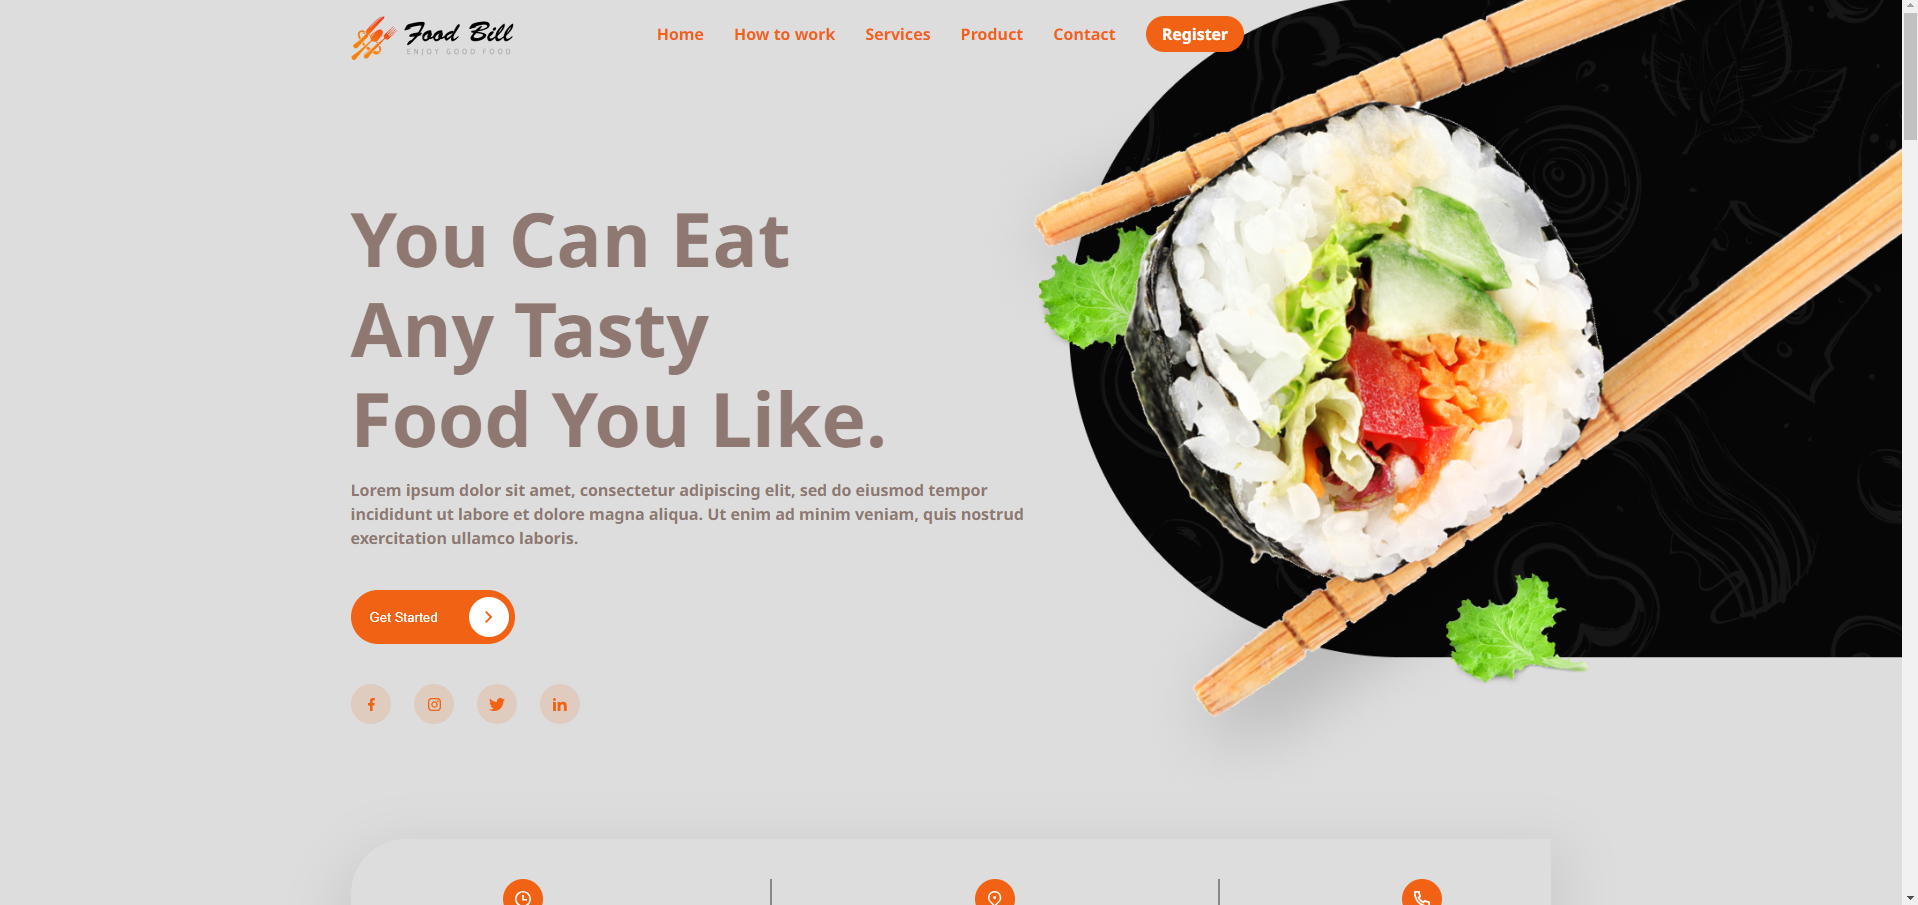 Food Bill
ENJOY GOOD FOOD
Home How to work Services Product Contact Register
You Can Eat
Any Tasty
Food You Like.
Lorem ipsum dolor sit amet, consectetur adipiscing elit, sed do eiusmod tempor
incididunt ut labore et dolore magna aliqua. Ut enim ad minim veniam, quis nostrud
exercitation ullamco laboris.
Get Started